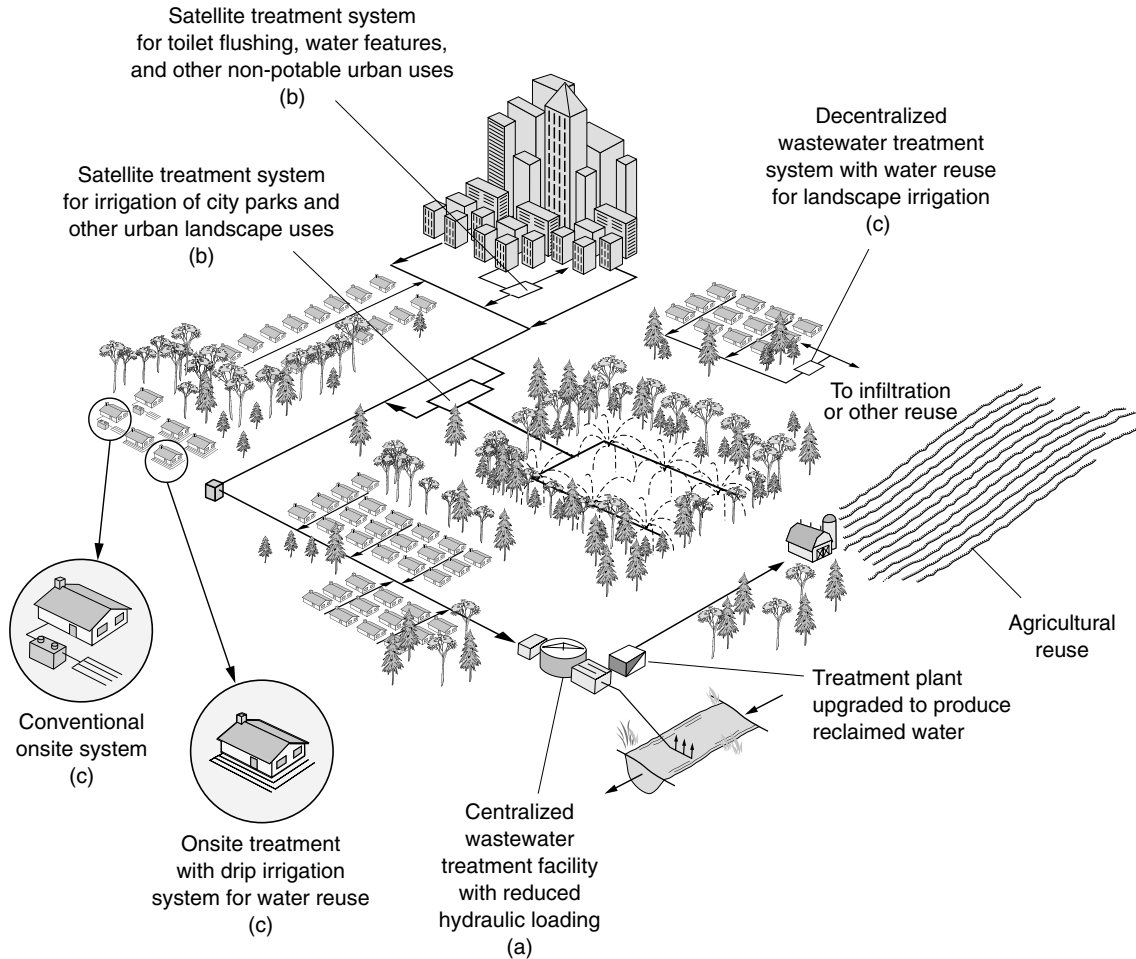 Satellite treatment system
for toilet flushing, water features,
and other non-potable urban uses
(b)
Decentralized
wastewater treatment
system with water reuse
for landscape irrigation
(c)
Satellite treatment system
for irrigation of city parks and
other urban landscape uses
(b)
To infiltration
or other reuse
Agricultural
reuse
Treatment plant
upgraded to produce
reclaimed water
Conventional
onsite system
(c)
Onsite treatment
with drip irrigation
system for water reuse
(c)
Centralized
wastewater
treatment facility
with reduced
hydraulic loading
(a)